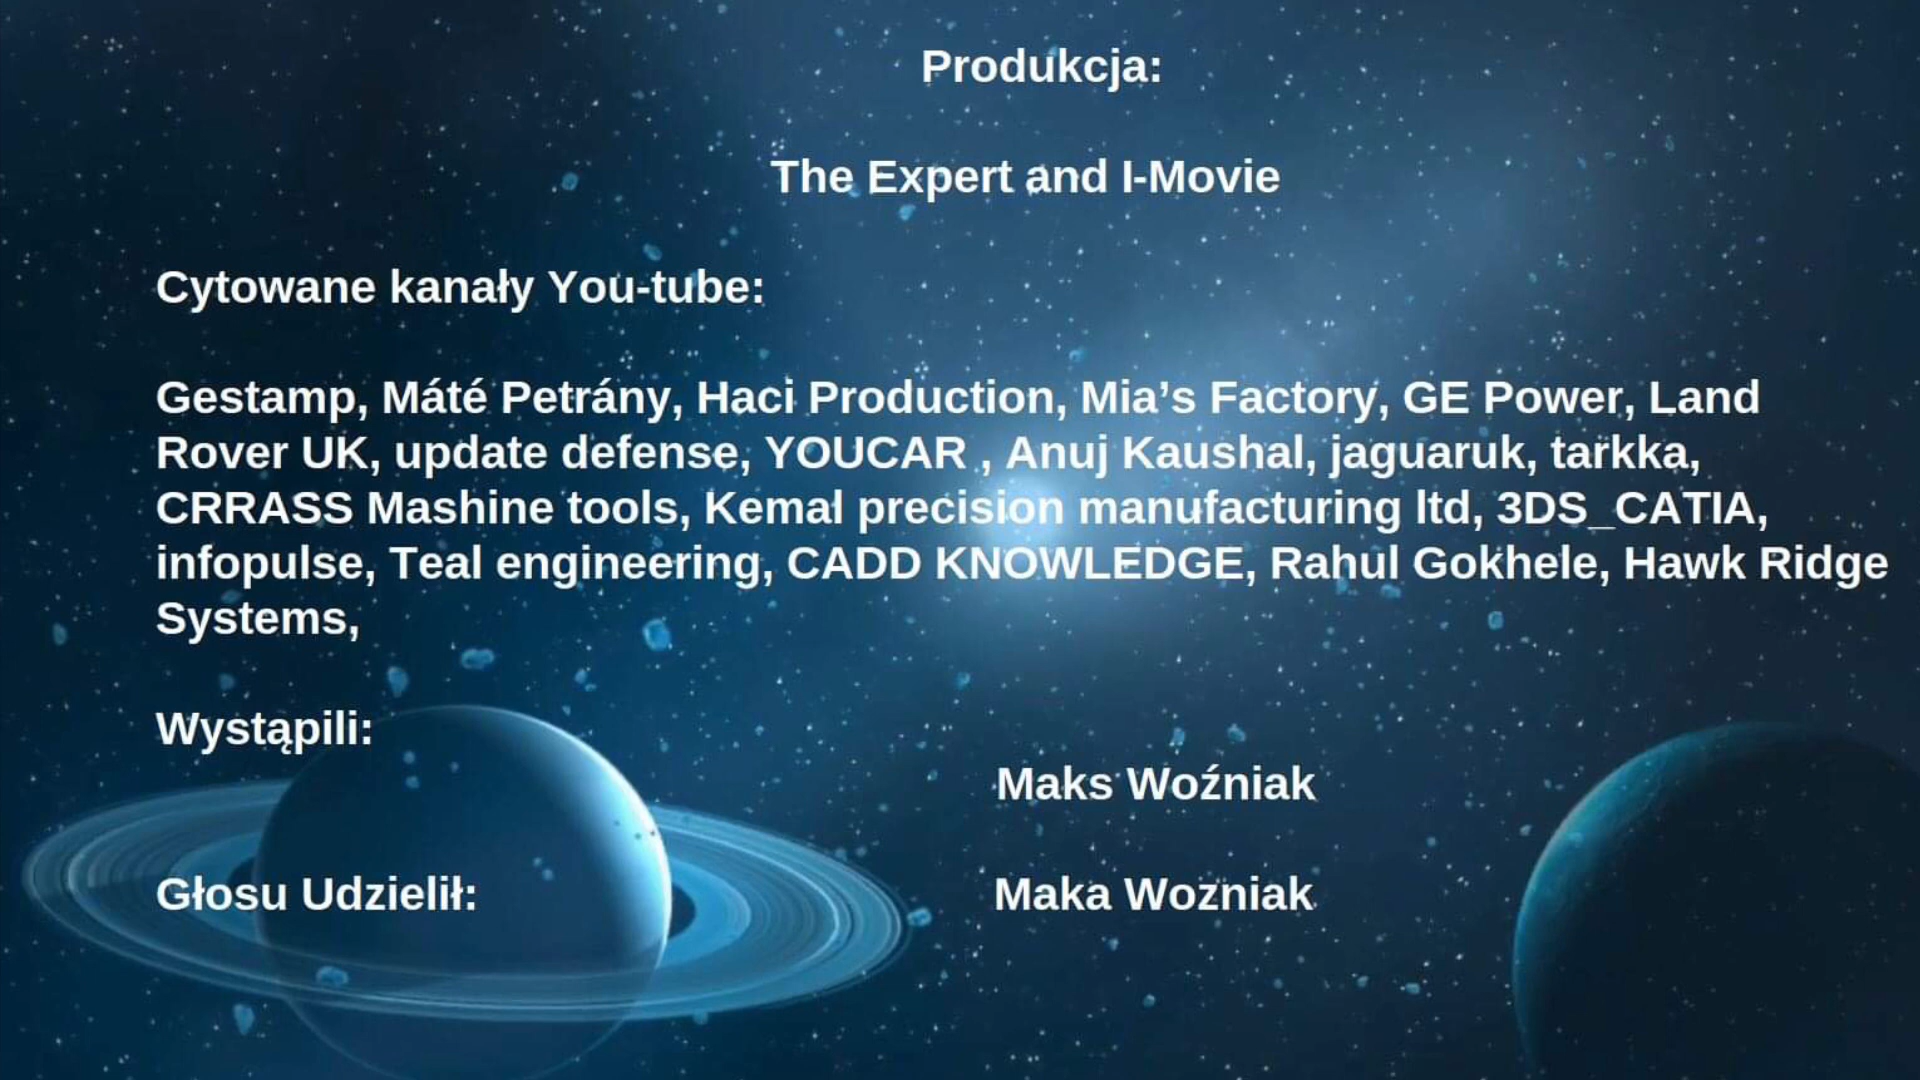 Produkcja:
The Expert and I-Movie
Cytowane kanały You-tube:
Gestamp, Máté Petrány, Haci Production, Mia’s Factory, GE Power, Land
Rover UK, update defense, YOUCAR , Anuj Kaushal, jaguaruk, tarkka,
CRRASS Mashine tools, Kemal precision manufacturing ltd, 3DS_CATIA,
infopulse, Teal engineering, CADD KNOWLEDGE, Rahul Gokhele, Hawk Ridge
Systems,
Wystąpili:
Maks Woźniak
Głosu Udzielił: Maka Wozniak